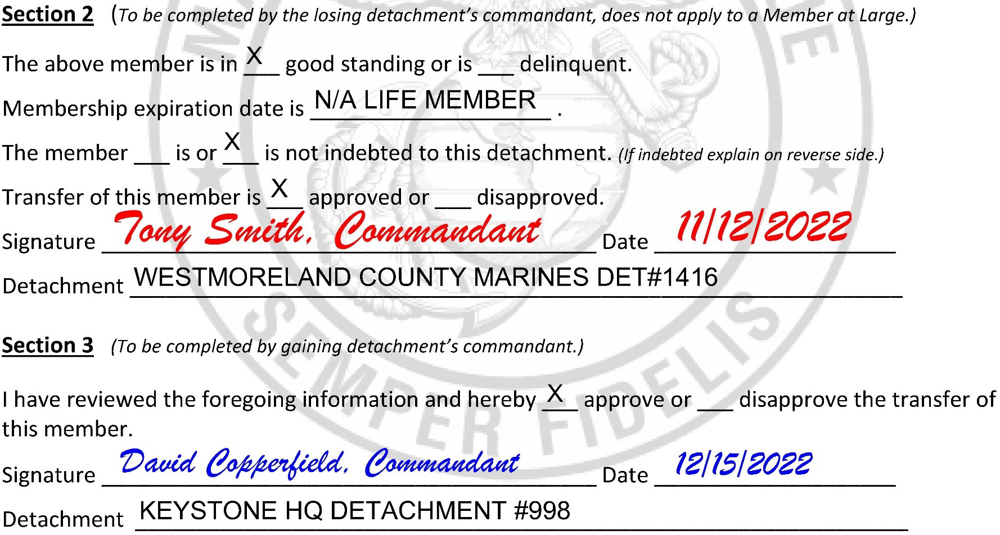 Section 2 (To be completed by the losing detachment's commandant, does not apply to a Member at Large.)
The above member is in X good standing or is ___ delinquent.
Membership expiration date is N/A LIFE MEMBER .
The member ___ is or X is not indebted to this detachment. (If indebted explain on reverse side.)
Transfer of this member is X approved or ___ disapproved.
Signature Tony Smith, Commandant Date 11/12/2022
Detachment WESTMORELAND COUNTY MARINES DET#1416
SEMPER FIDELIS
Section 3 (To be completed by gaining detachment's commandant.)
I have reviewed the foregoing information and hereby X approve or ___ disapprove the transfer of
this member.
Signature David Copperfield, Commandant Date 12/15/2022
Detachment KEYSTONE HQ DETACHMENT #998